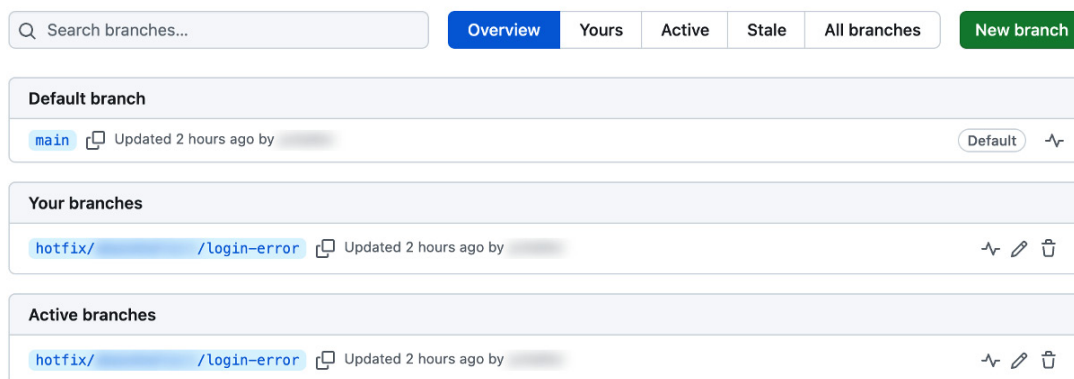 Search branches...
Overview Yours Active Stale All branches New branch
Default branch
main Updated 2 hours ago by
Default
Your branches
hotfix/ /login-error Updated 2 hours ago by
Active branches
hotfix/ /login-error Updated 2 hours ago by